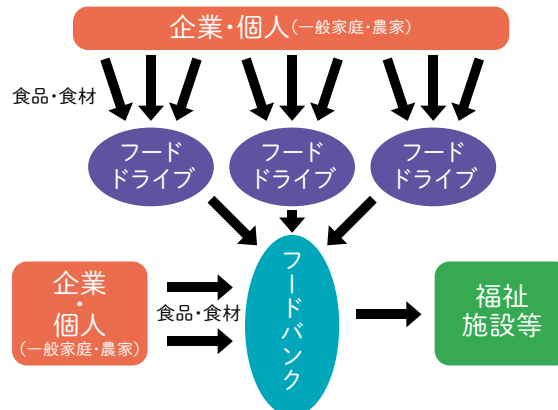 企業・個人(一般家庭・農家)
食品・食材
フード
ドライブ
フード
ドライブ
フード
ドライブ
企業
・
個人
(一般家庭・農家)
食品・食材
フードバンク
福祉
施設等